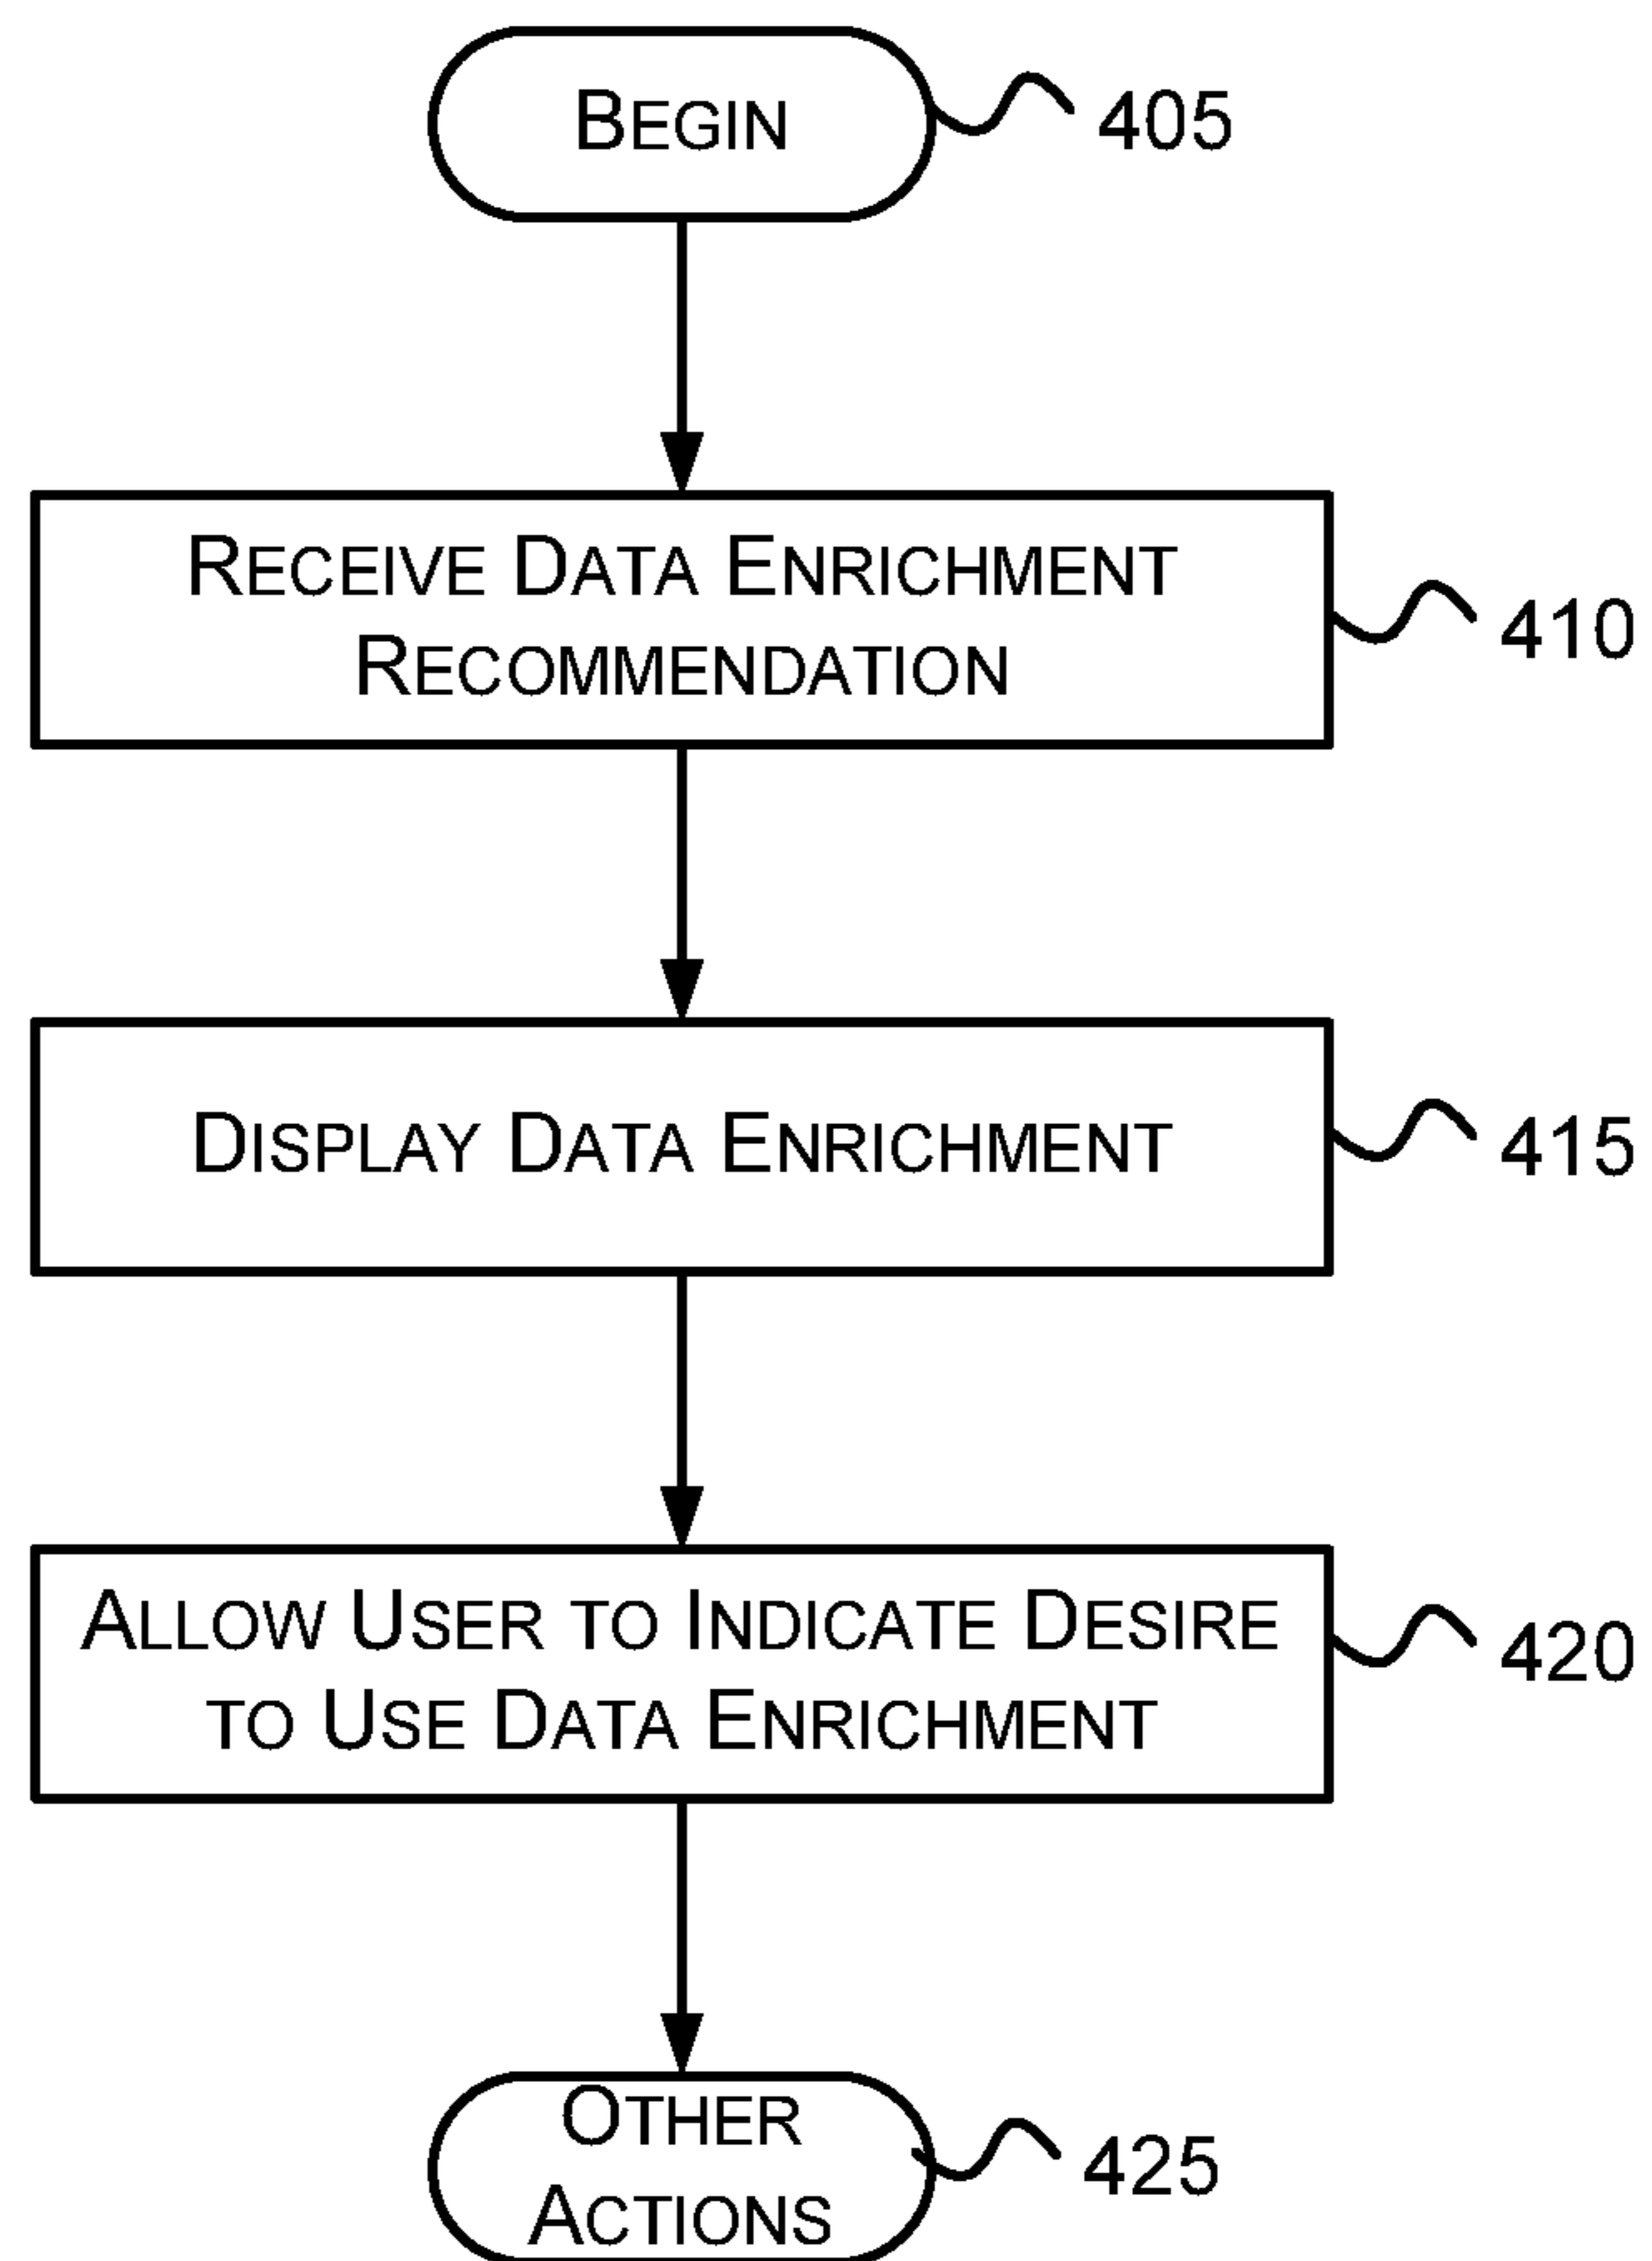 BEGIN
405
RECEIVE DATA ENRICHMENT
RECOMMENDATION
410
DISPLAY DATA ENRICHMENT
415
ALLOW USER TO INDICATE DESIRE
TO USE DATA ENRICHMENT
420
OTHER
ACTIONS
425